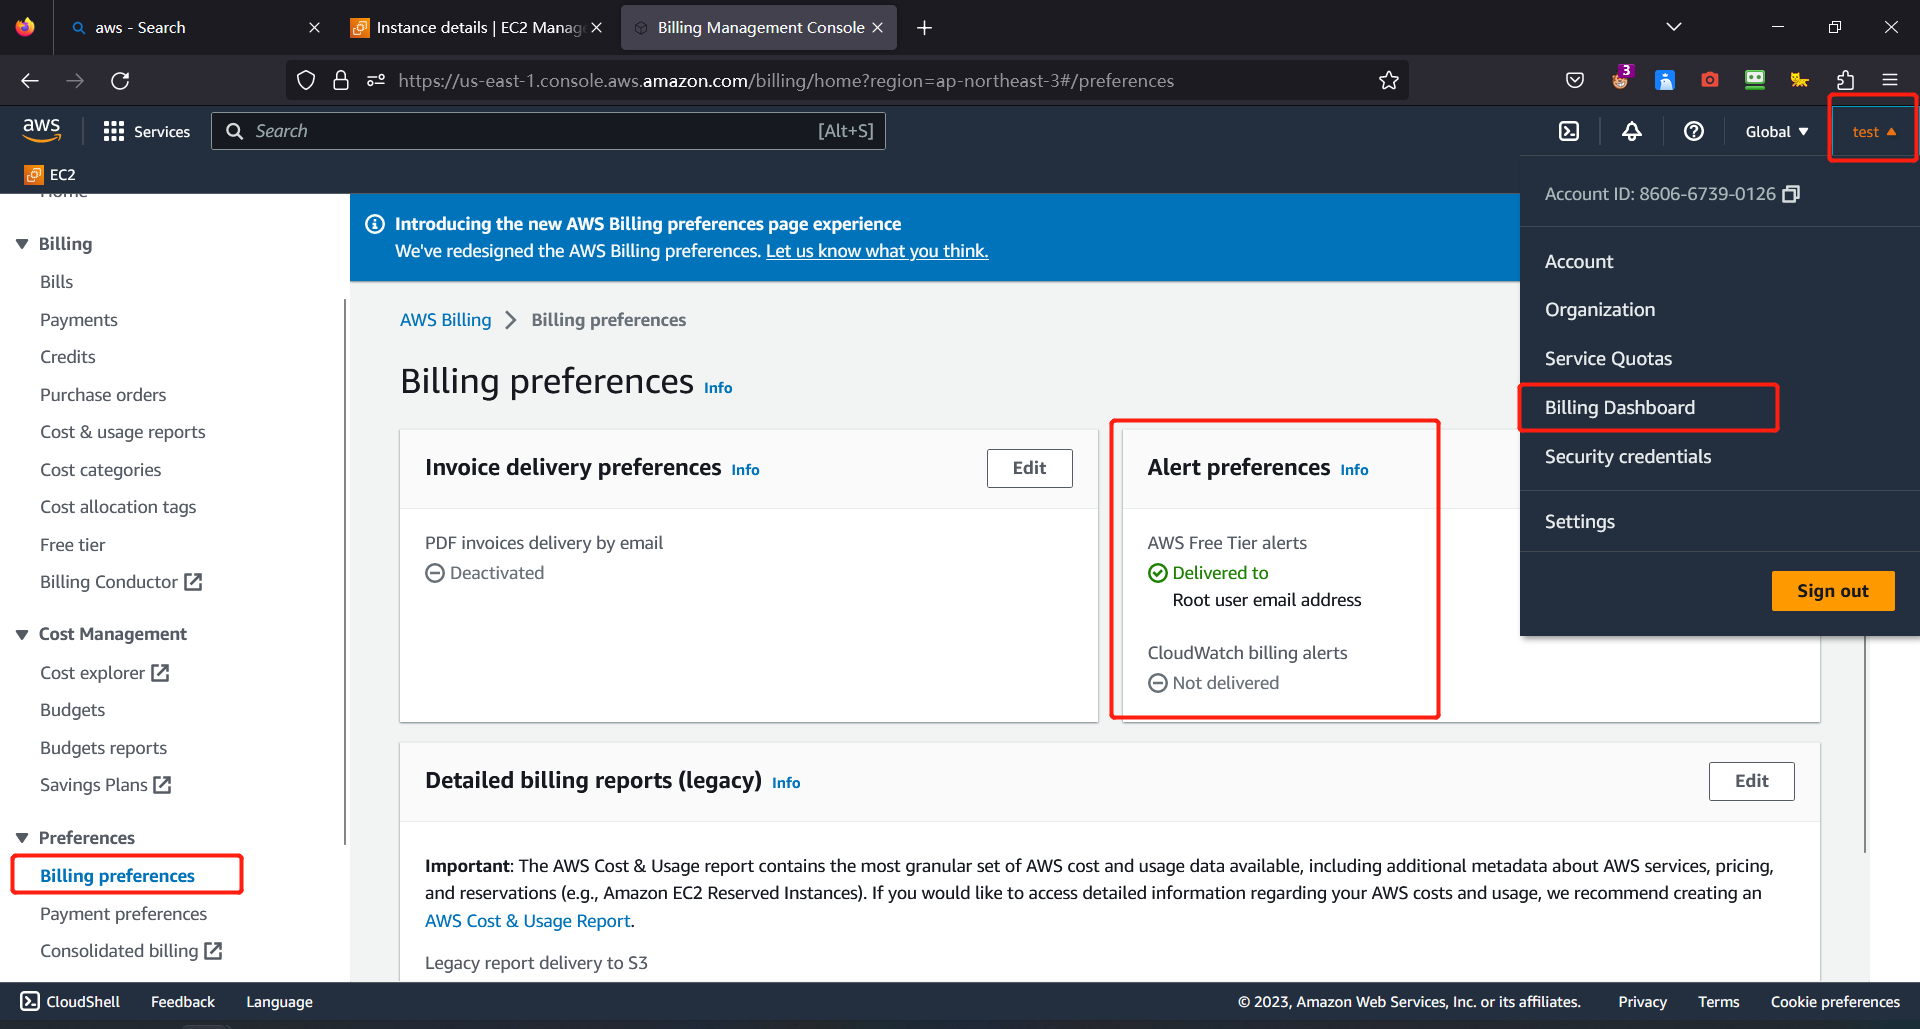 aws - Search
Instance details | EC2 Manag
Billing Management Console
https://us-east-1.console.aws.amazon.com/billing/home?region=ap-northeast-3#/preferences
3
aws
Services
Search
[Alt+S]
Global
test
EC2
Home
Billing
Bills
Payments
Credits
Purchase orders
Cost & usage reports
Cost categories
Cost allocation tags
Free tier
Billing Conductor
Cost Management
Cost explorer
Budgets
Budgets reports
Savings Plans
Preferences
Billing preferences
Payment preferences
Consolidated billing
Introducing the new AWS Billing preferences page experience
We've redesigned the AWS Billing preferences. Let us know what you think.
AWS Billing
Billing preferences
Billing preferences Info
Invoice delivery preferences Info
Edit
PDF invoices delivery by email
Deactivated
Alert preferences Info
AWS Free Tier alerts
Delivered to
Root user email address
CloudWatch billing alerts
Not delivered
Detailed billing reports (legacy) Info
Edit
Important: The AWS Cost & Usage report contains the most granular set of AWS cost and usage data available, including additional metadata about AWS services, pricing,
and reservations (e.g., Amazon EC2 Reserved Instances). If you would like to access detailed information regarding your AWS costs and usage, we recommend creating an
AWS Cost & Usage Report.
Legacy report delivery to S3
Account ID: 8606-6739-0126
Account
Organization
Service Quotas
Billing Dashboard
Security credentials
Settings
Sign out
CloudShell
Feedback
Language
© 2023, Amazon Web Services, Inc. or its affiliates.
Privacy
Terms
Cookie preferences